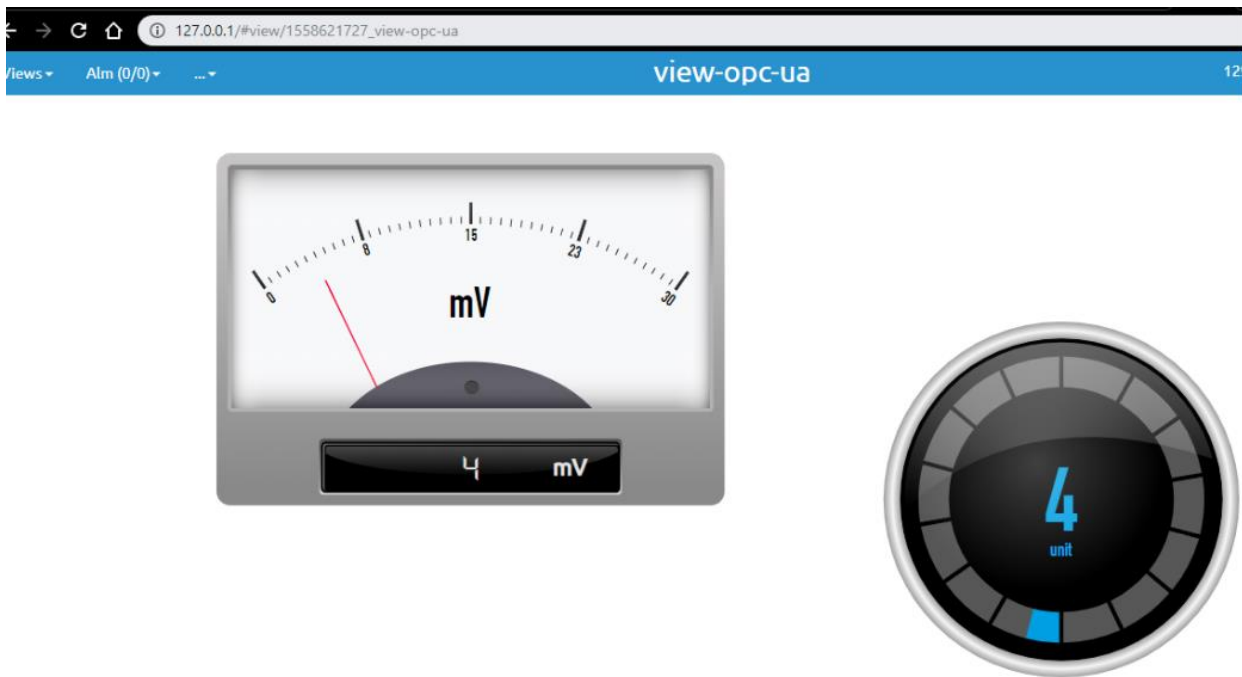 127.0.0.1/#view/1558621727_view-opc-ua
Views Alm (0/0) ... view-opc-ua
0 8 15 23 30
mV
4 mV
4
unit